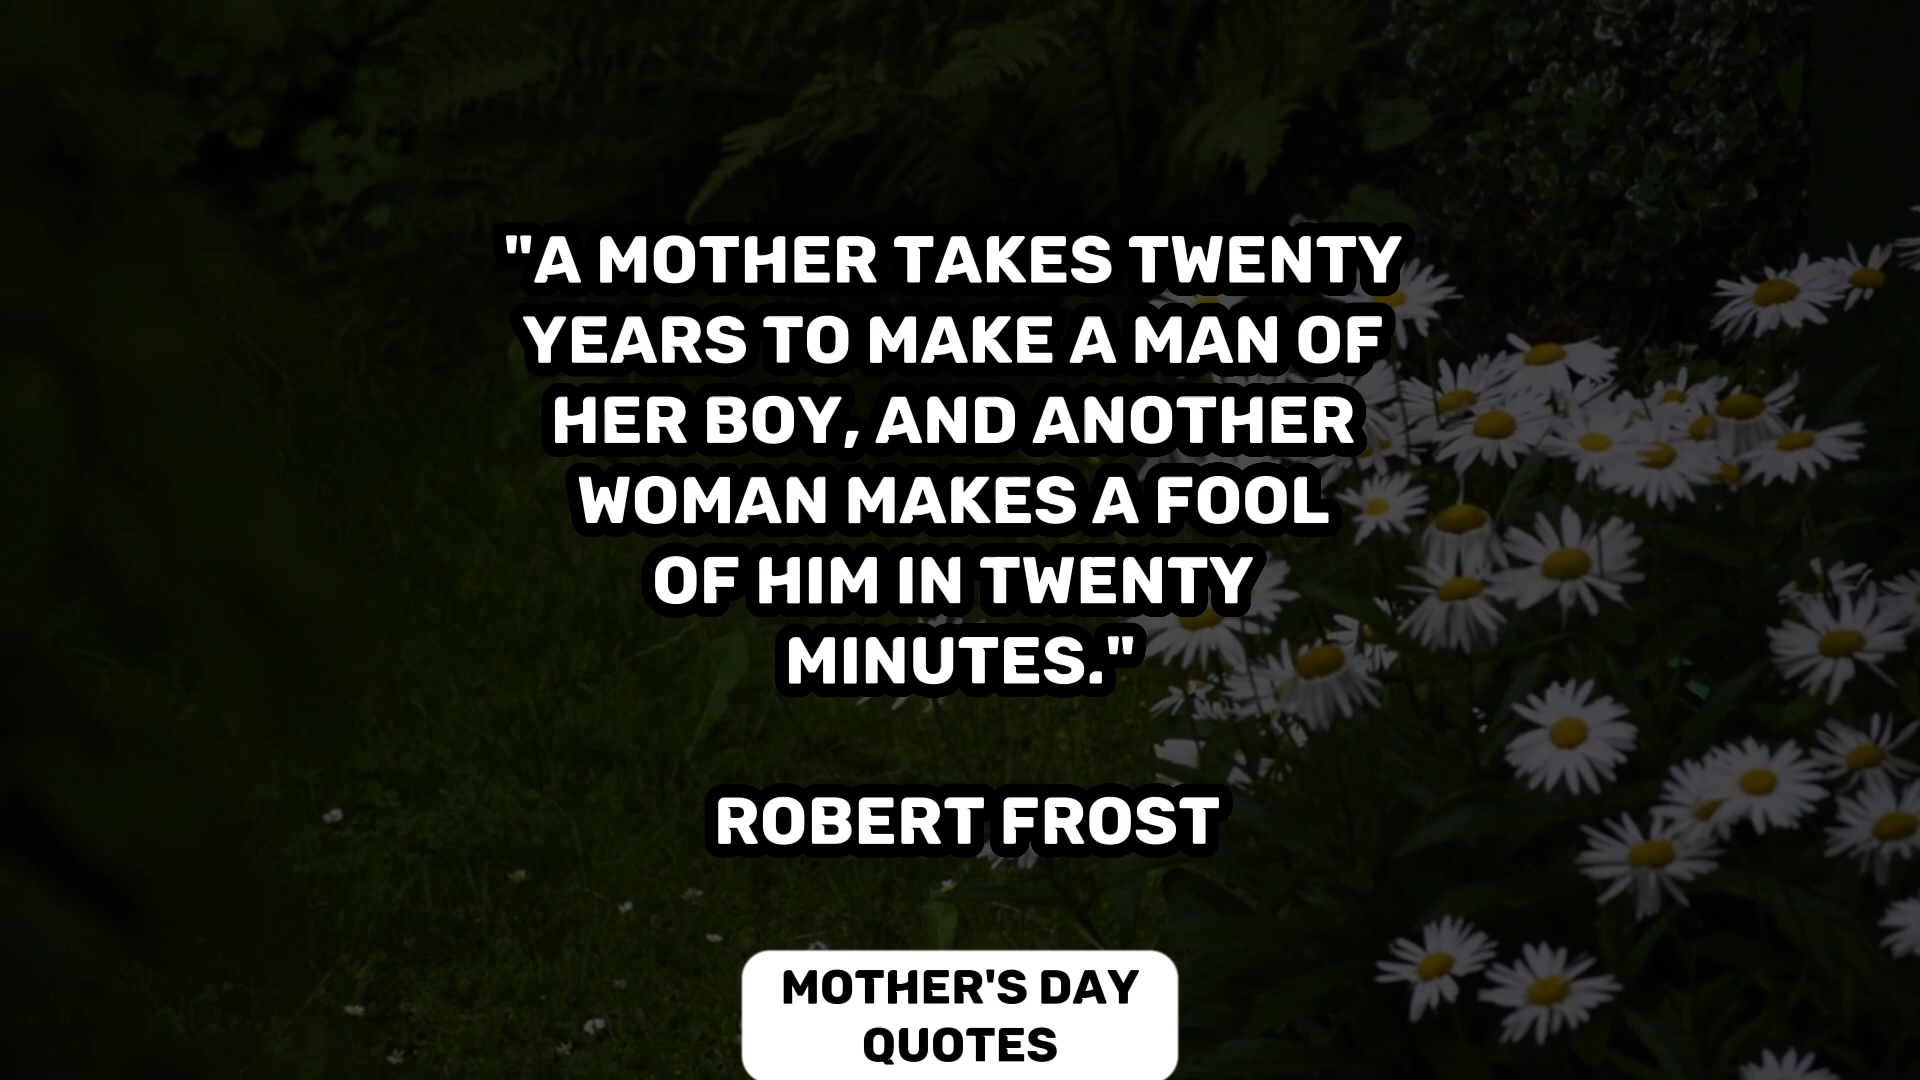 "A MOTHER TAKES TWENTY
YEARS TO MAKE A MAN OF
HER BOY, AND ANOTHER
WOMAN MAKES A FOOL
OF HIM IN TWENTY
MINUTES."
ROBERT FROST
MOTHER'S DAY
QUOTES